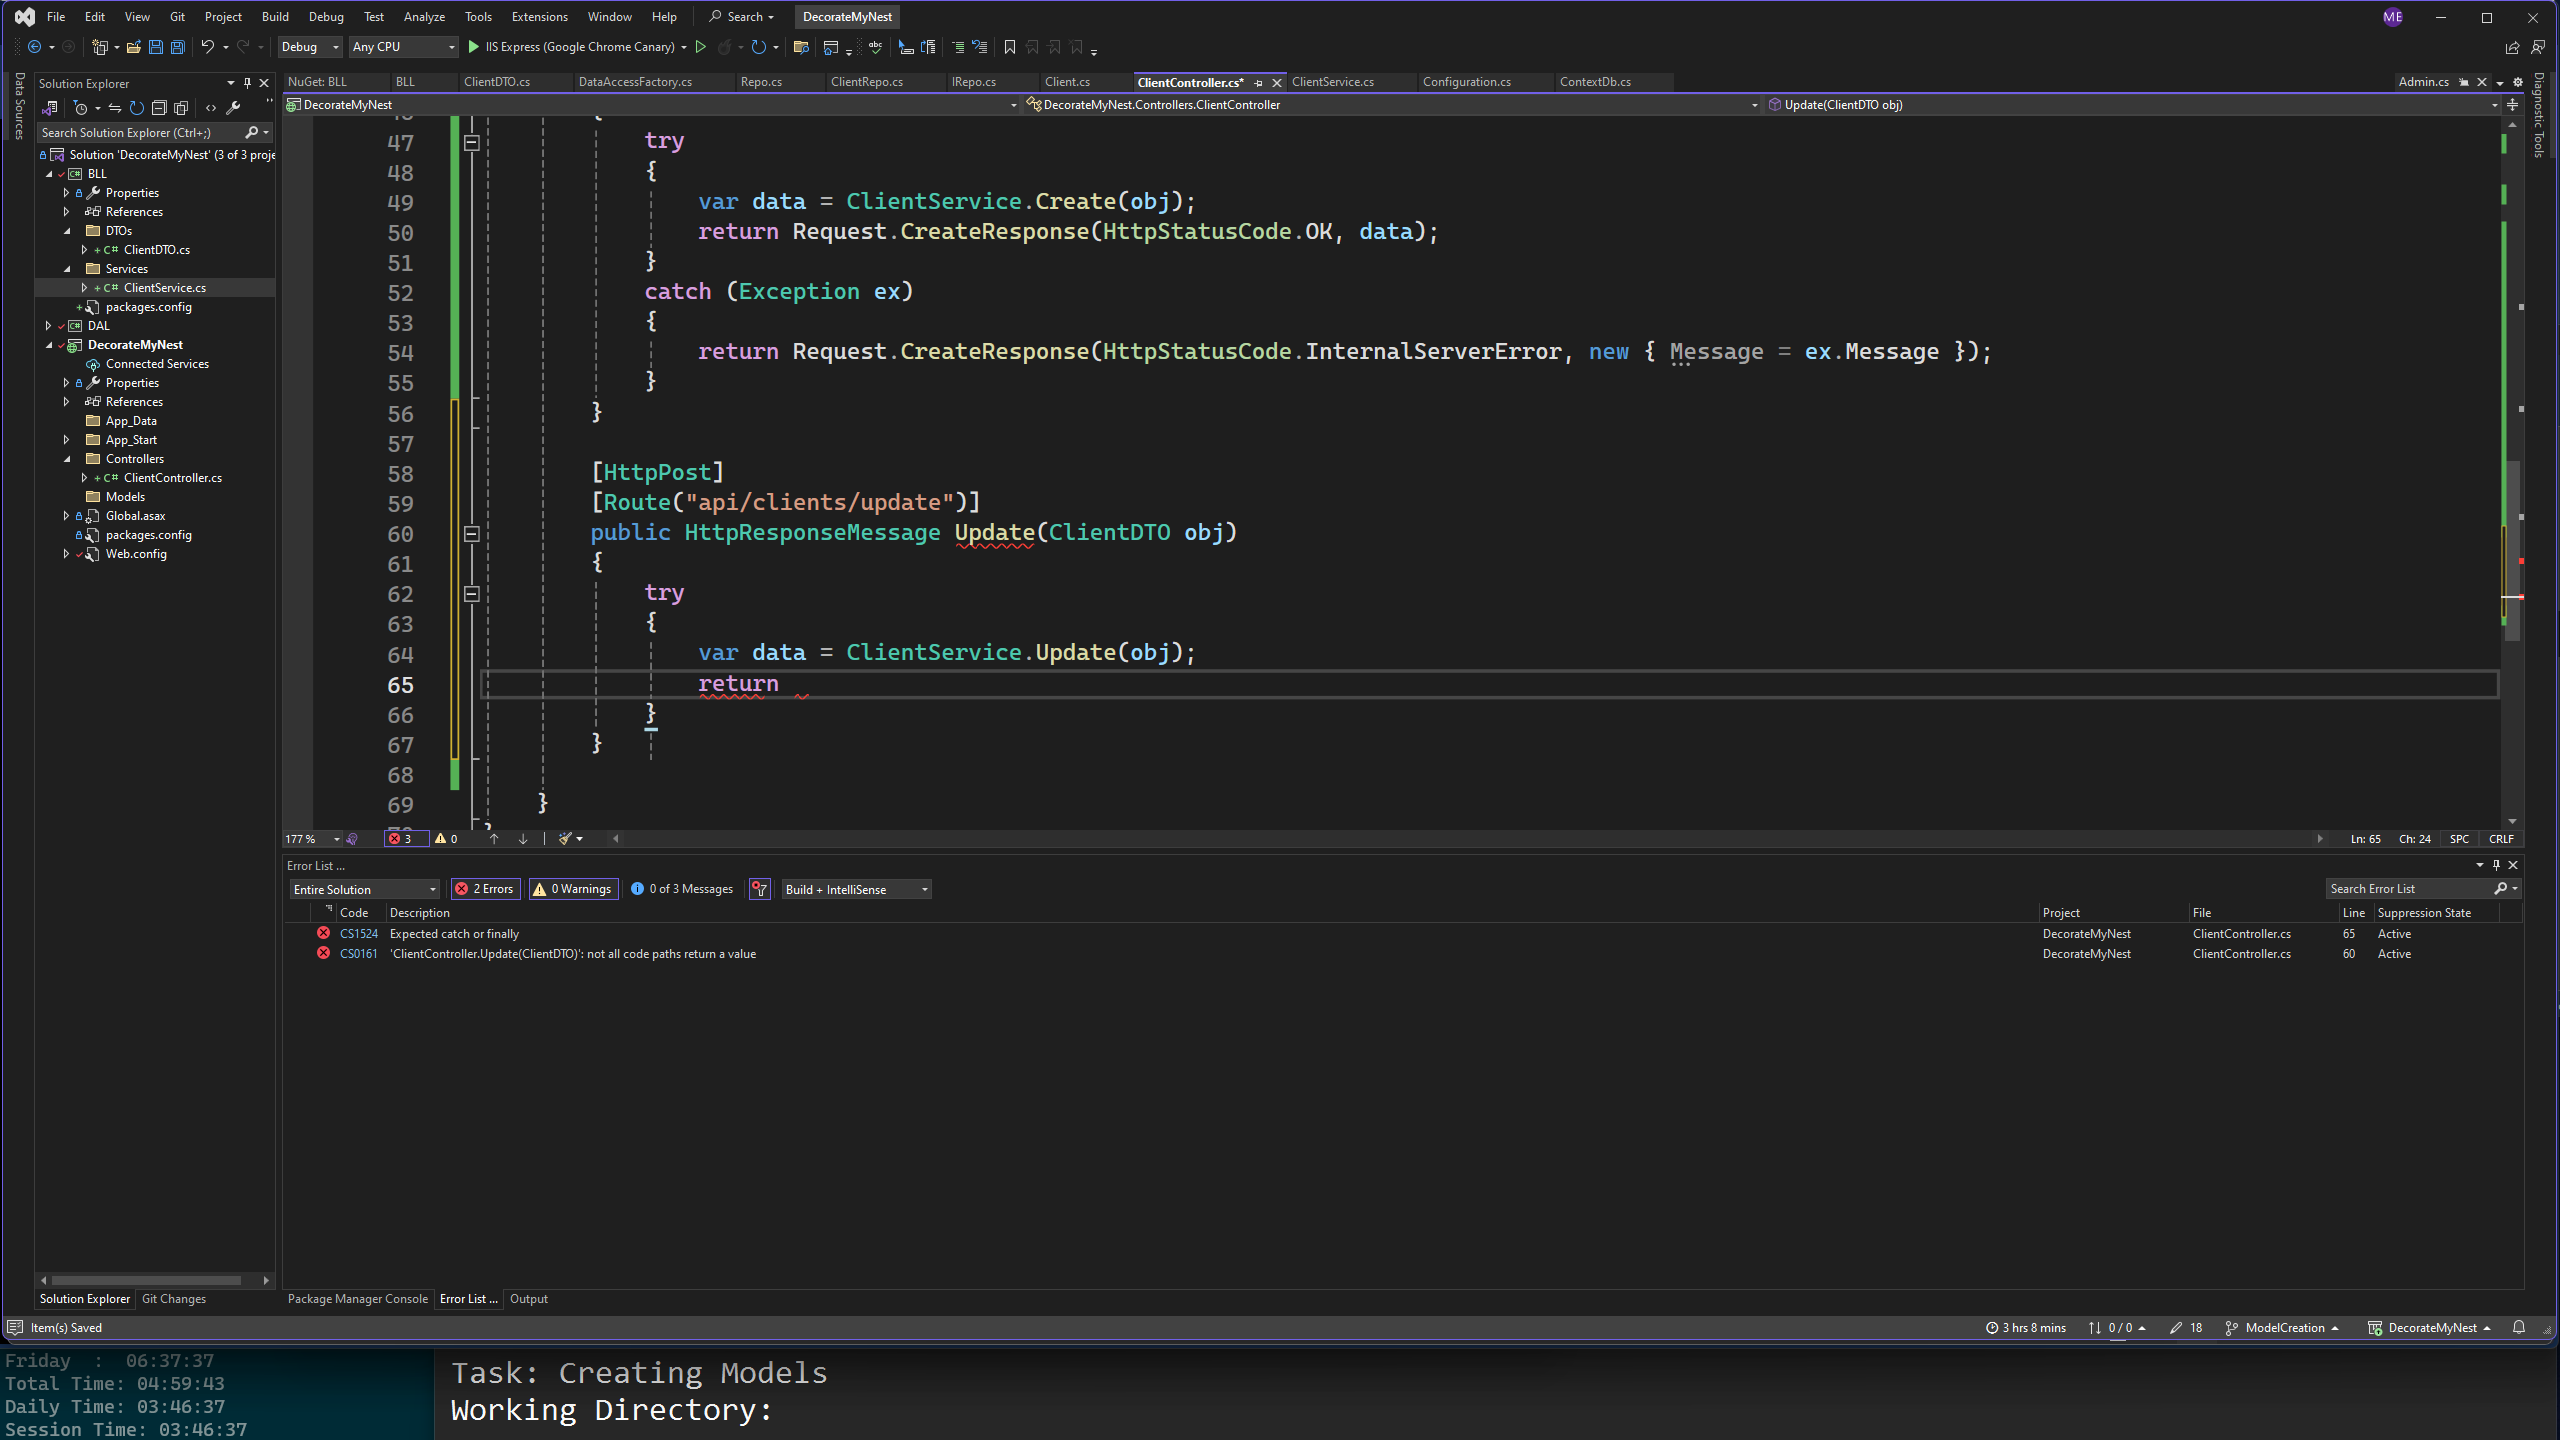 File Edit View Git Project Build Debug Test Analyze Tools Extensions Window Help Search DecorateMyNest ME
Debug Any CPU IIS Express (Google Chrome Canary)
Data Sources
Solution Explorer
Search Solution Explorer (Ctrl+;)
Solution 'DecorateMyNest' (3 of 3 proje
BLL
Properties
References
DTOs
ClientDTO.cs
Services
ClientService.cs
packages.config
DAL
DecorateMyNest
Connected Services
Properties
References
App_Data
App_Start
Controllers
ClientController.cs
Models
Global.asax
packages.config
Web.config
Solution Explorer Git Changes
NuGet: BLL BLL ClientDTO.cs DataAccessFactory.cs Repo.cs ClientRepo.cs IRepo.cs Client.cs ClientController.cs* ClientService.cs Configuration.cs ContextDb.cs Admin.cs
DecorateMyNest DecorateMyNest.Controllers.ClientController Update(ClientDTO obj)
Diagnostic Tools
47 try
48 {
49 var data = ClientService.Create(obj);
50 return Request.CreateResponse(HttpStatusCode.OK, data);
51 }
52 catch (Exception ex)
53 {
54 return Request.CreateResponse(HttpStatusCode.InternalServerError, new { Message = ex.Message });
55 }
56 }
57
58 [HttpPost]
59 [Route("api/clients/update")]
60 public HttpResponseMessage Update(ClientDTO obj)
61 {
62 try
63 {
64 var data = ClientService.Update(obj);
65 return
66 }
67 }
68
69 }
177 % 3 0 Ln: 65 Ch: 24 SPC CRLF
Error List ...
Entire Solution 2 Errors 0 Warnings 0 of 3 Messages Build + IntelliSense Search Error List
Code Description Project File Line Suppression State
CS1524 Expected catch or finally DecorateMyNest ClientController.cs 65 Active
CS0161 'ClientController.Update(ClientDTO)': not all code paths return a value DecorateMyNest ClientController.cs 60 Active
Package Manager Console Error List ... Output
Item(s) Saved 3 hrs 8 mins 0 / 0 18 ModelCreation DecorateMyNest
Friday : 06:37:37
Total Time: 04:59:43
Daily Time: 03:46:37
Session Time: 03:46:37
Task: Creating Models
Working Directory: